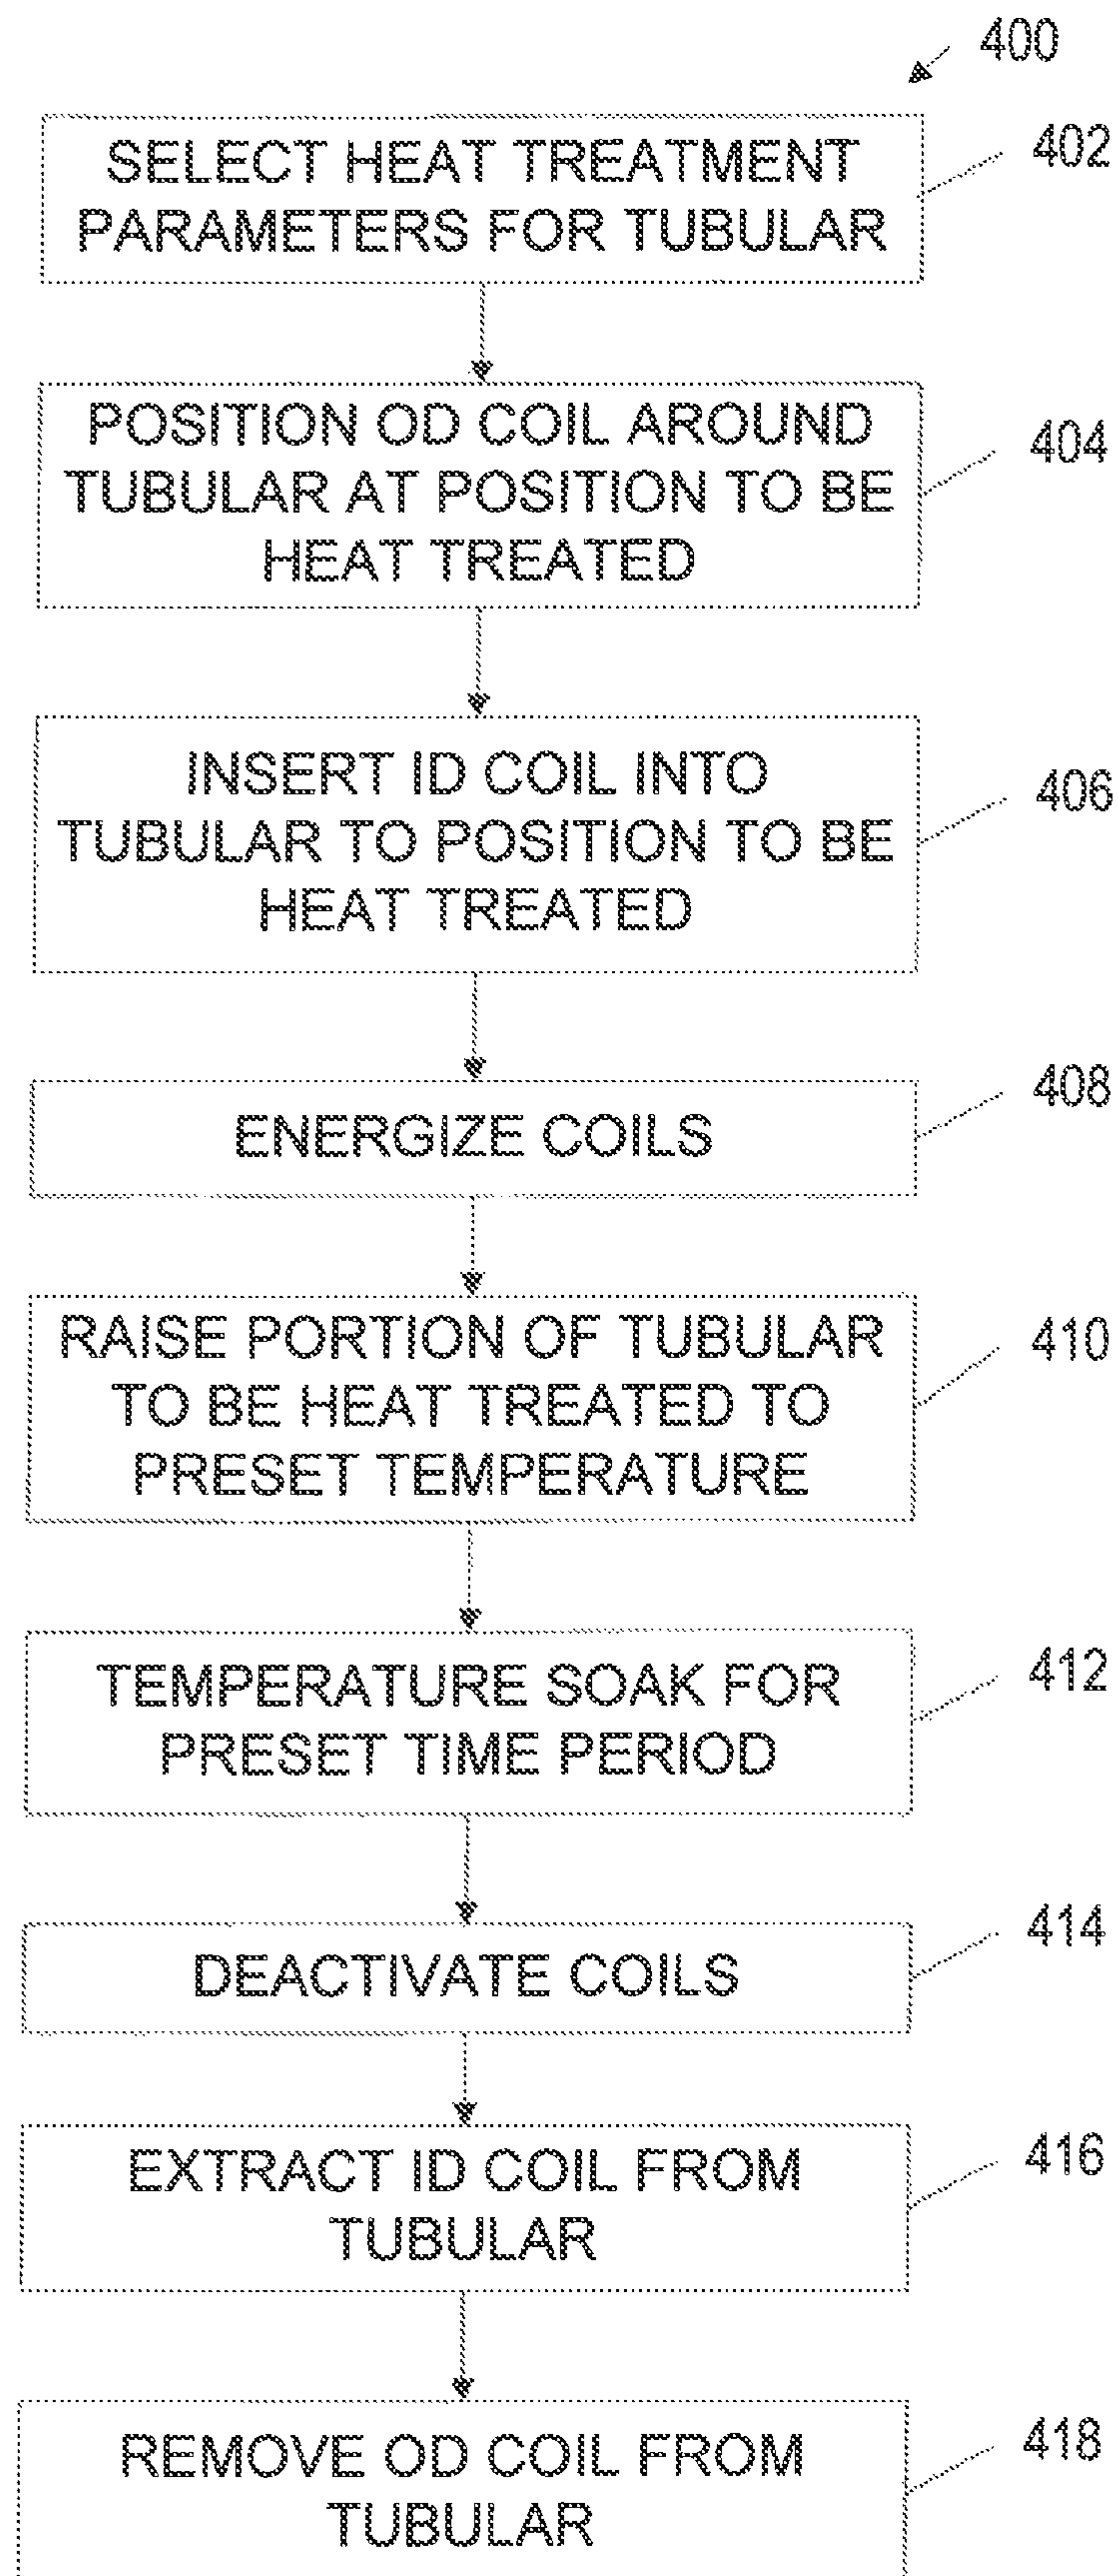 400
SELECT HEAT TREATMENT
PARAMETERS FOR TUBULAR
402
POSITION OD COIL AROUND
TUBULAR AT POSITION TO BE
HEAT TREATED
404
INSERT ID COIL INTO
TUBULAR TO POSITION TO BE
HEAT TREATED
406
ENERGIZE COILS
408
RAISE PORTION OF TUBULAR
TO BE HEAT TREATED TO
PRESET TEMPERATURE
410
TEMPERATURE SOAK FOR
PRESET TIME PERIOD
412
DEACTIVATE COILS
414
EXTRACT ID COIL FROM
TUBULAR
416
REMOVE OD COIL FROM
TUBULAR
418